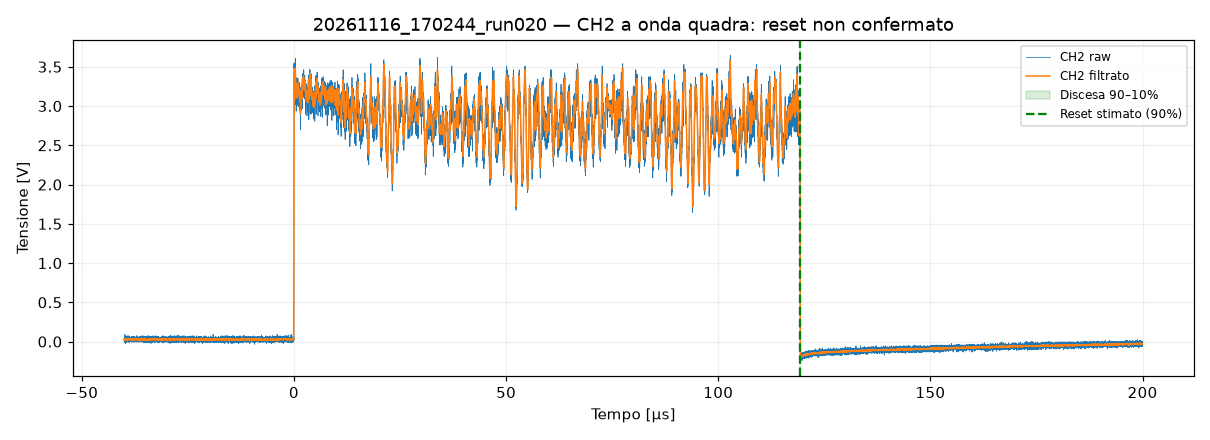 20261116_170244_run020 — CH2 a onda quadra: reset non confermato
CH2 raw
CH2 filtrato
Discesa 90–10%
Reset stimato (90%)
Tensione [V]
3.5
3.0
2.5
2.0
1.5
1.0
0.5
0.0
−50
0
50
100
150
200
Tempo [µs]